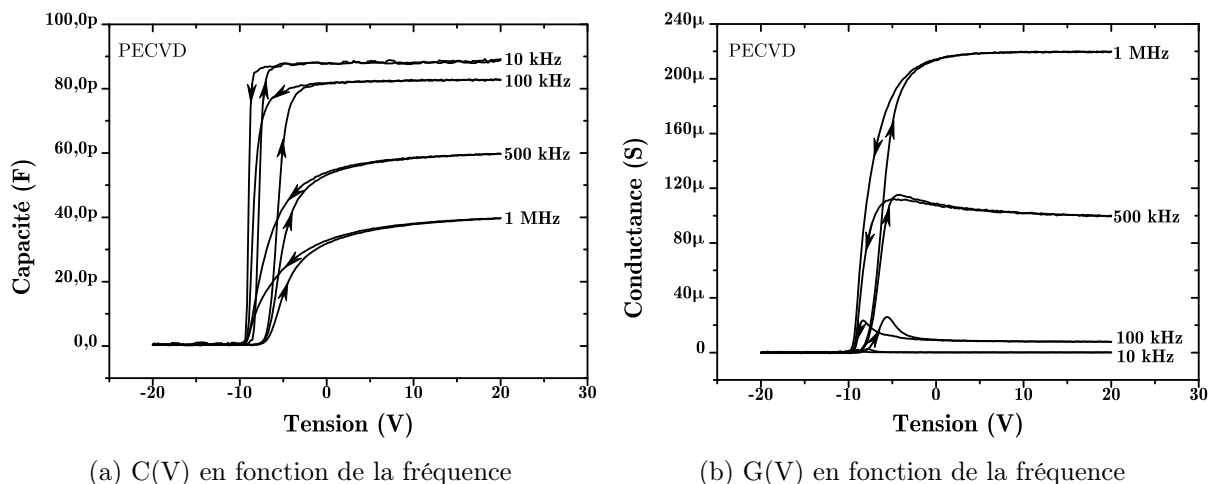 100,0p
80,0p
60,0p
40,0p
20,0p
0,0
Capacité (F)
PECVD
10 kHz
100 kHz
500 kHz
1 MHz
-20 -10 0 10 20 30
Tension (V)
(a) C(V) en fonction de la fréquence
240µ
200µ
160µ
120µ
80µ
40µ
0
Conductance (S)
PECVD
1 MHz
500 kHz
100 kHz
10 kHz
-20 -10 0 10 20 30
Tension (V)
(b) G(V) en fonction de la fréquence